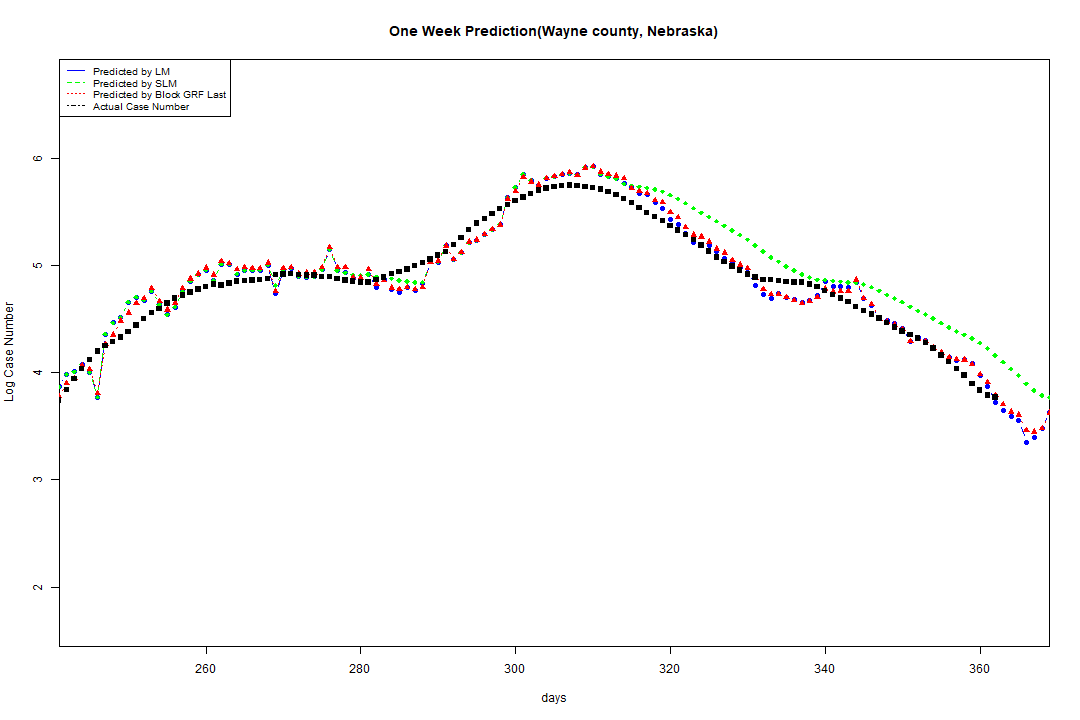 One Week Prediction(Wayne county, Nebraska)
Predicted by LM
Predicted by SLM
Predicted by Block GRF Last
Actual Case Number
6
5
4
3
2
Log Case Number
260 280 300 320 340 360
days